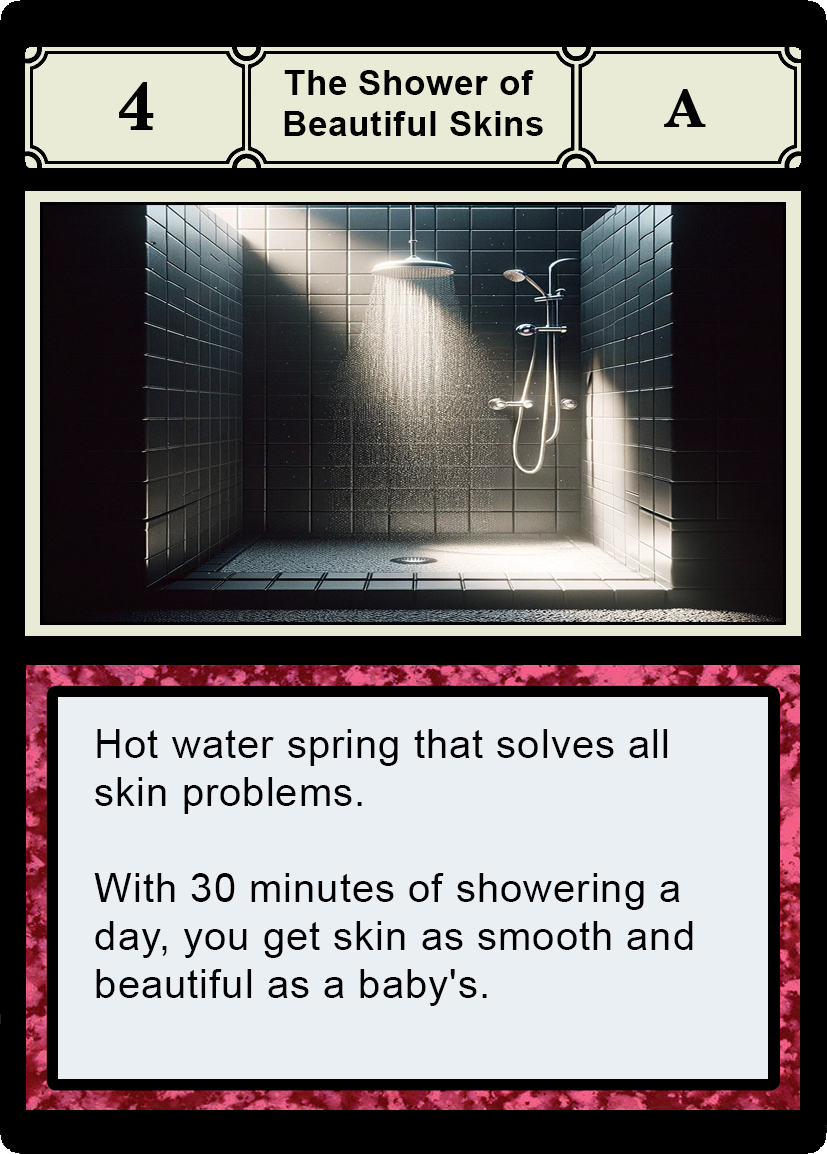 4
The Shower of
Beautiful Skins
A
Hot water spring that solves all
skin problems.
With 30 minutes of showering a
day, you get skin as smooth and
beautiful as a baby's.